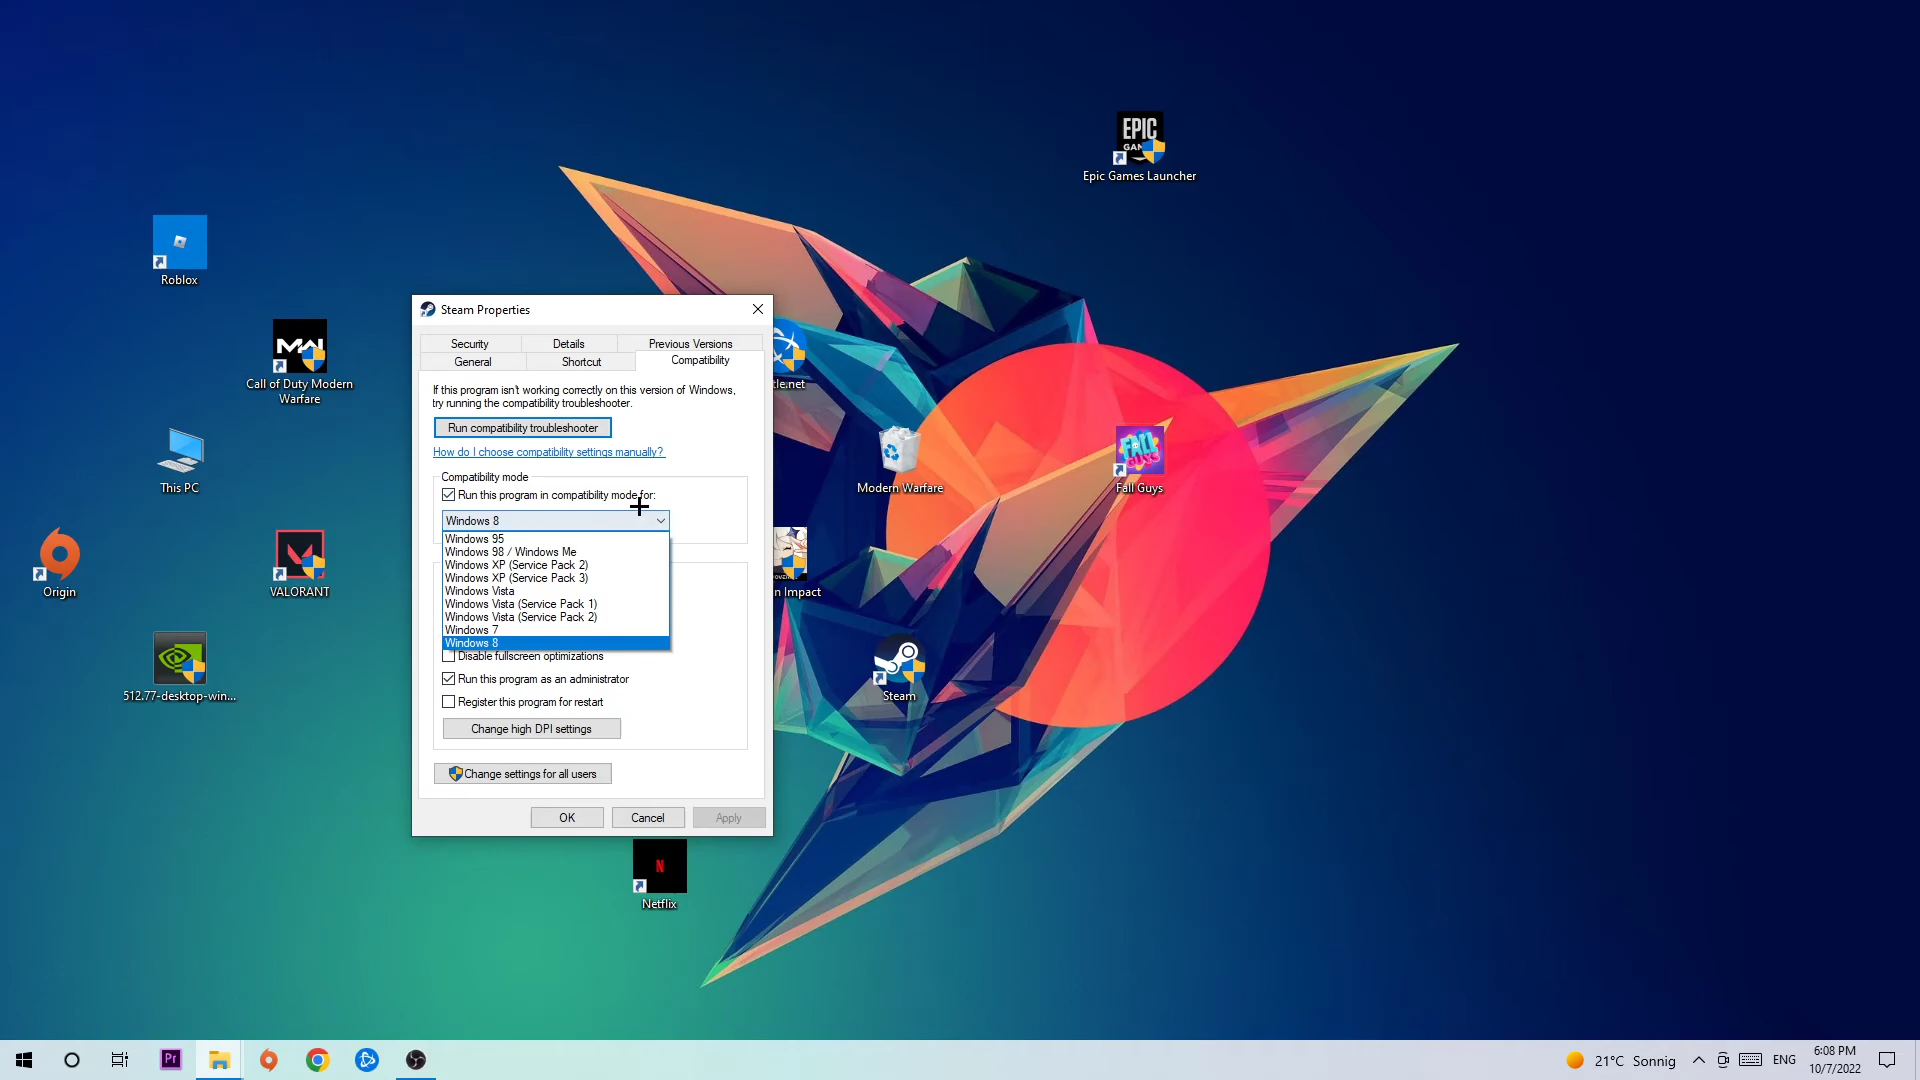 EPIC
GAMES
Epic Games Launcher
Roblox
Call of Duty Modern
Warfare
This PC
Origin
VALORANT
512.77-desktop-win...
Steam Properties
Security
Details
Previous Versions
General
Shortcut
Compatibility
If this program isn't working correctly on this version of Windows,
try running the compatibility troubleshooter.
Run compatibility troubleshooter
How do I choose compatibility settings manually?
Compatibility mode
Run this program in compatibility mode for:
Windows 8
Windows 95
Windows 98 / Windows Me
Windows XP (Service Pack 2)
Windows XP (Service Pack 3)
Windows Vista
Windows Vista (Service Pack 1)
Windows Vista (Service Pack 2)
Windows 7
Windows 8
Disable fullscreen optimizations
Run this program as an administrator
Register this program for restart
Change high DPI settings
Change settings for all users
OK
Cancel
Apply
tle.net
Modern Warfare
FALL
GUYS
Fall Guys
n Impact
Steam
N
Netflix
Pr
21°C Sonnig
ENG
6:08 PM
10/7/2022